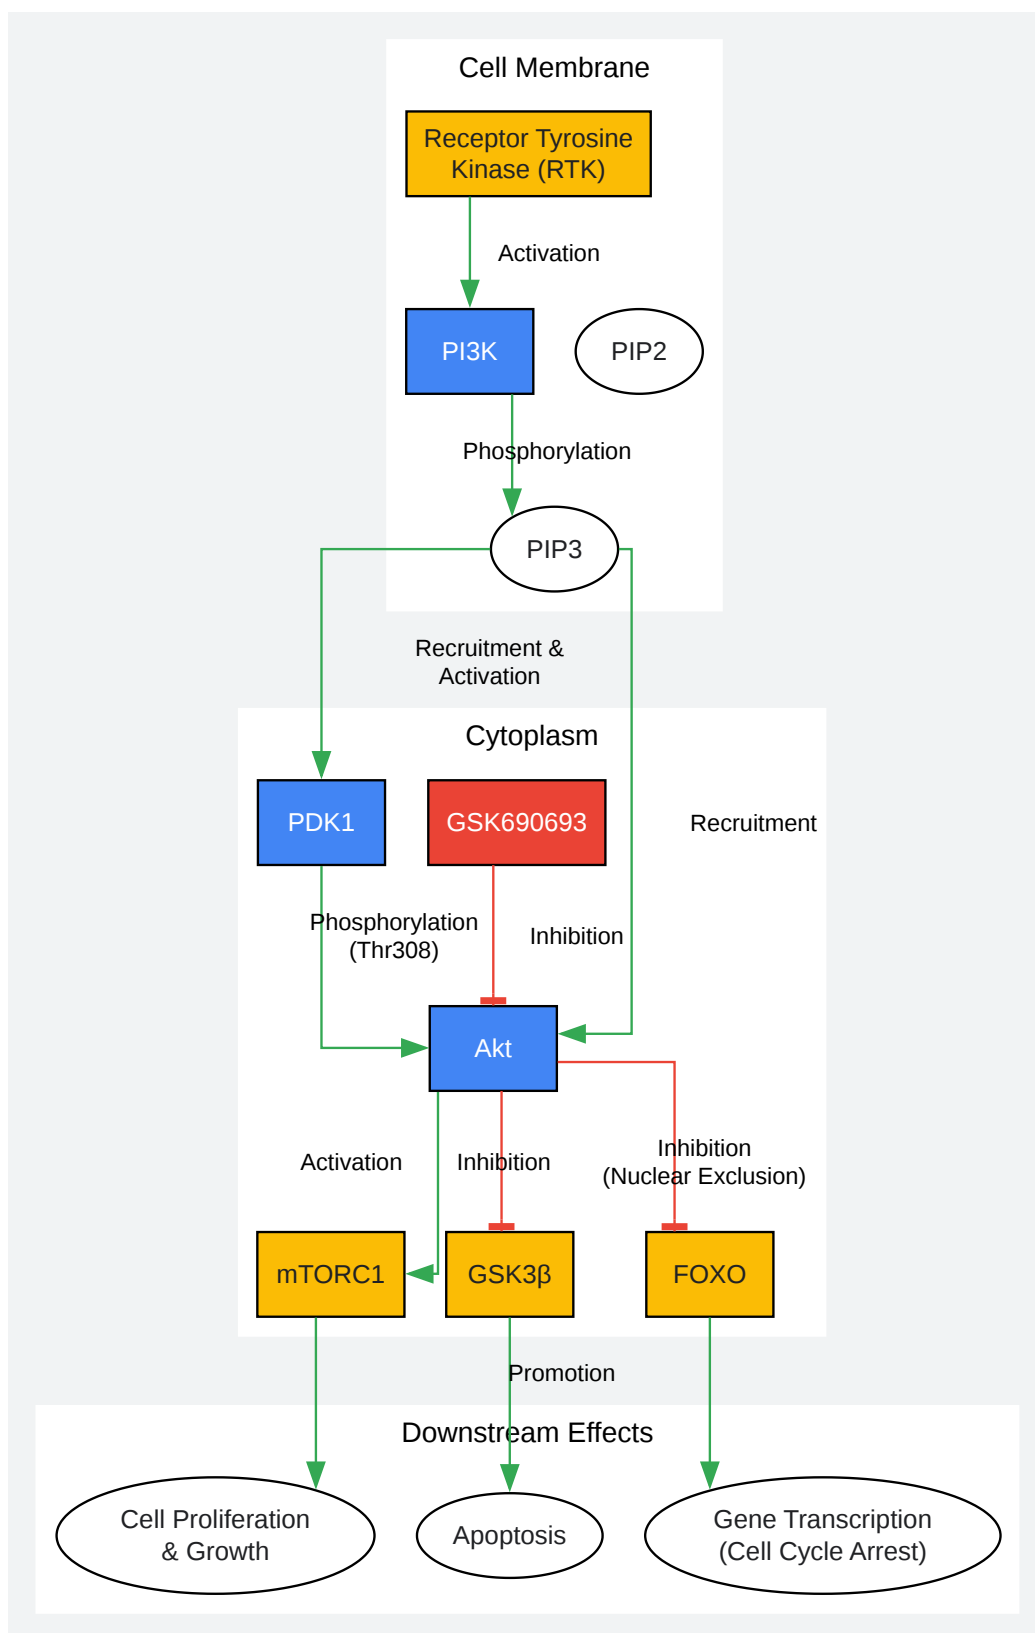 Cell Membrane
Receptor Tyrosine
Kinase (RTK)
Activation
PI3K
PIP2
Phosphorylation
PIP3
Recruitment &
Activation
Cytoplasm
PDK1
GSK690693
Recruitment
Phosphorylation
(Thr308)
Inhibition
Akt
Activation
Inhibition
Inhibition
(Nuclear Exclusion)
mTORC1
GSK3β
FOXO
Promotion
Downstream Effects
Cell Proliferation
& Growth
Apoptosis
Gene Transcription
(Cell Cycle Arrest)